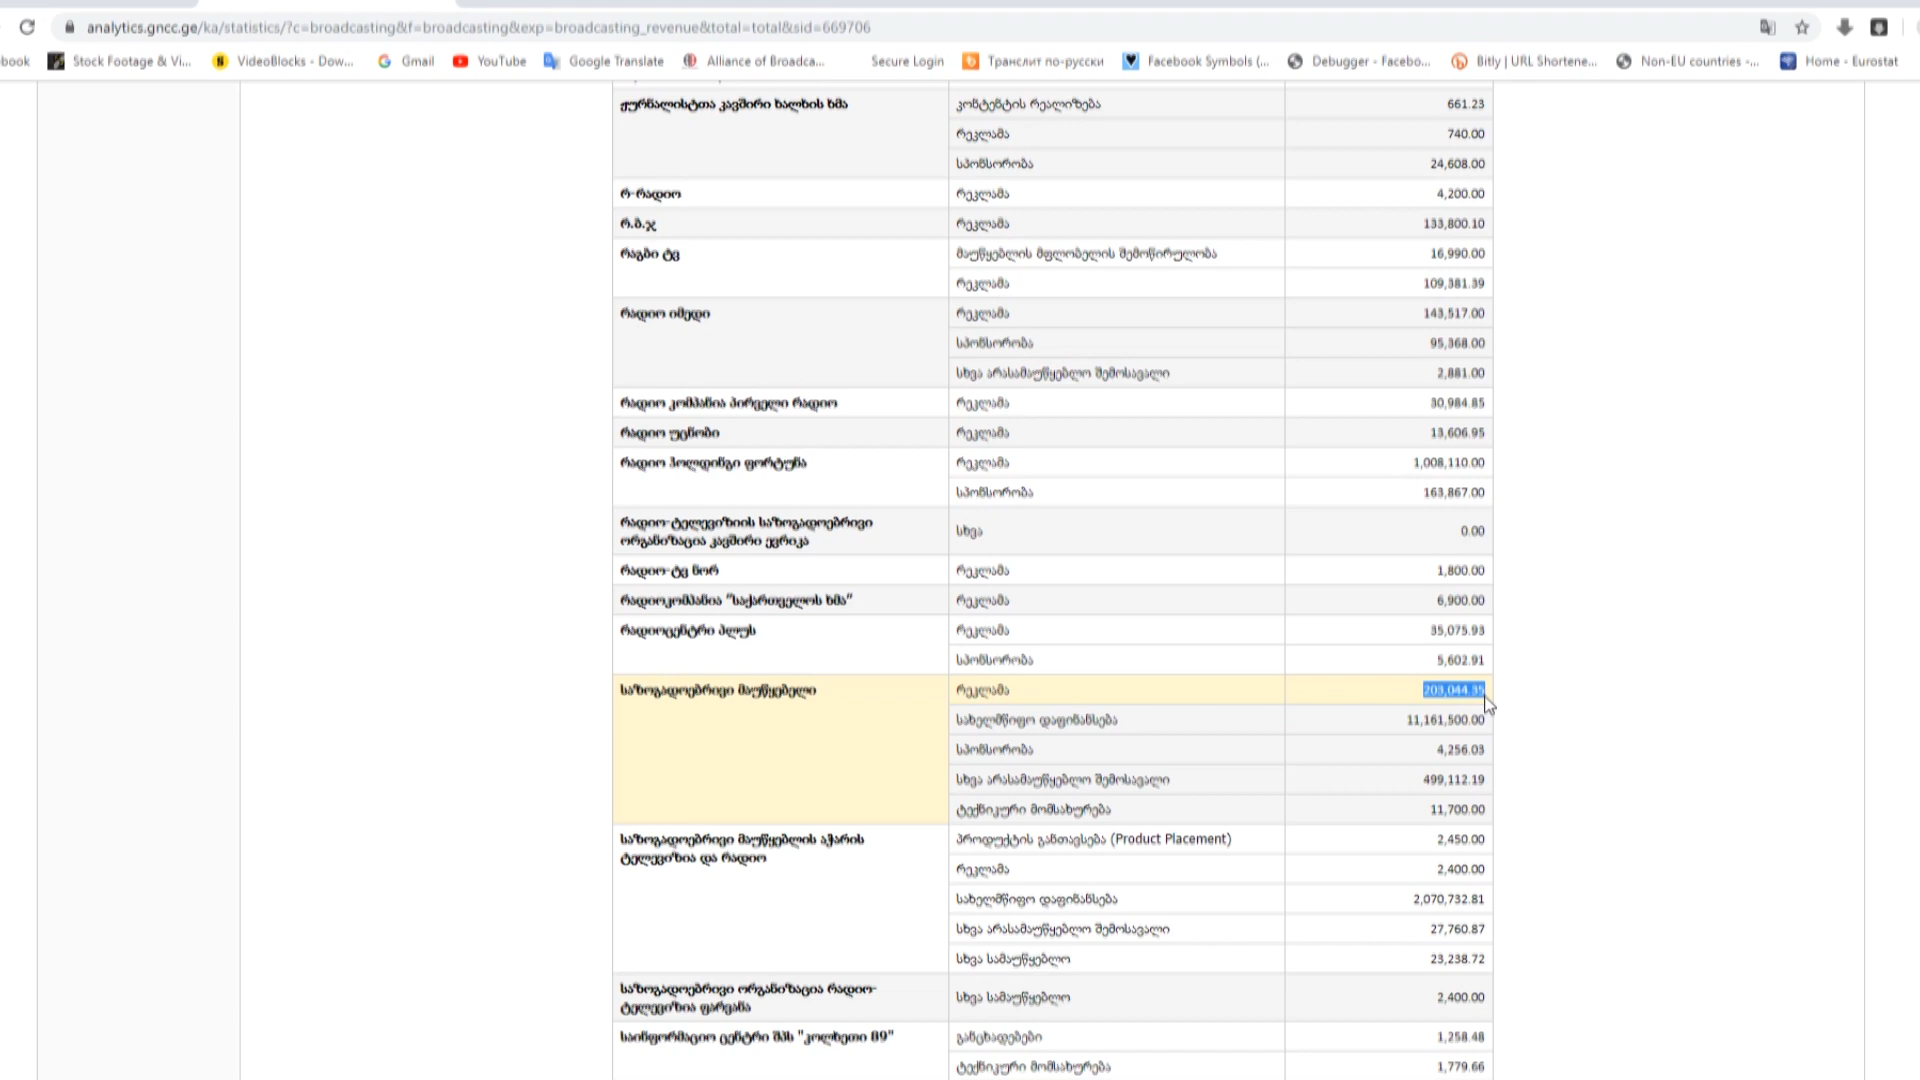 analytics.gncc.ge/ka/statistics/?c=broadcasting&f=broadcasting&exp=broadcasting_revenue&total=total&sid=669706
book Stock Footage & Vi... VideoBlocks - Dow... Gmail YouTube Google Translate Alliance of Broadca... Secure Login Транслит по-русски Facebook Symbols (... Debugger - Facebo... Bitly | URL Shortene... Non-EU countries -... Home - Eurostat
ჟურნალისტთა კავშირი ხალხის ხმა კონტენტის რეალიზება 661.23
რეკლამა 740.00
სპონსორობა 24,608.00
რ-რადიო რეკლამა 4,200.00
რ.ბ.ჯ რეკლამა 133,800.10
რაგბი ტვ მაუწყებლის მფლობელის შემოწირულობა 16,990.00
რეკლამა 109,381.39
რადიო იმედი რეკლამა 143,517.00
სპონსორობა 95,368.00
სხვა არასამაუწყებლო შემოსავალი 2,881.00
რადიო კომპანია პირველი რადიო რეკლამა 30,984.85
რადიო უცნობი რეკლამა 13,606.95
რადიო ჰოლდინგი ფორტუნა რეკლამა 1,008,110.00
სპონსორობა 163,867.00
რადიო-ტელევიზიის საზოგადოებრივი
ორგანიზაცია კავშირი ევრიკა სხვა 0.00
რადიო-ტვ ნორ რეკლამა 1,800.00
რადიოკომპანია "საქართველოს ხმა" რეკლამა 6,900.00
რადიოცენტრი პლუს რეკლამა 35,075.93
სპონსორობა 5,602.91
საზოგადოებრივი მაუწყებელი რეკლამა 203,044.35
სახელმწიფო დაფინანსება 11,161,500.00
სპონსორობა 4,256.03
სხვა არასამაუწყებლო შემოსავალი 499,112.19
ტექნიკური მომსახურება 11,700.00
საზოგადოებრივი მაუწყებლის აჭარის
ტელევიზია და რადიო პროდუქტის განთავსება (Product Placement) 2,450.00
რეკლამა 2,400.00
სახელმწიფო დაფინანსება 2,070,732.81
სხვა არასამაუწყებლო შემოსავალი 27,760.87
სხვა სამაუწყებლო 23,238.72
საზოგადოებრივი ორგანიზაცია რადიო-
ტელევიზია ფარვანა სხვა სამაუწყებლო 2,400.00
საინფორმაციო ცენტრი შპს "კოლხეთი 89" განცხადებები 1,258.48
ტექნიკური მომსახურება 1,779.66